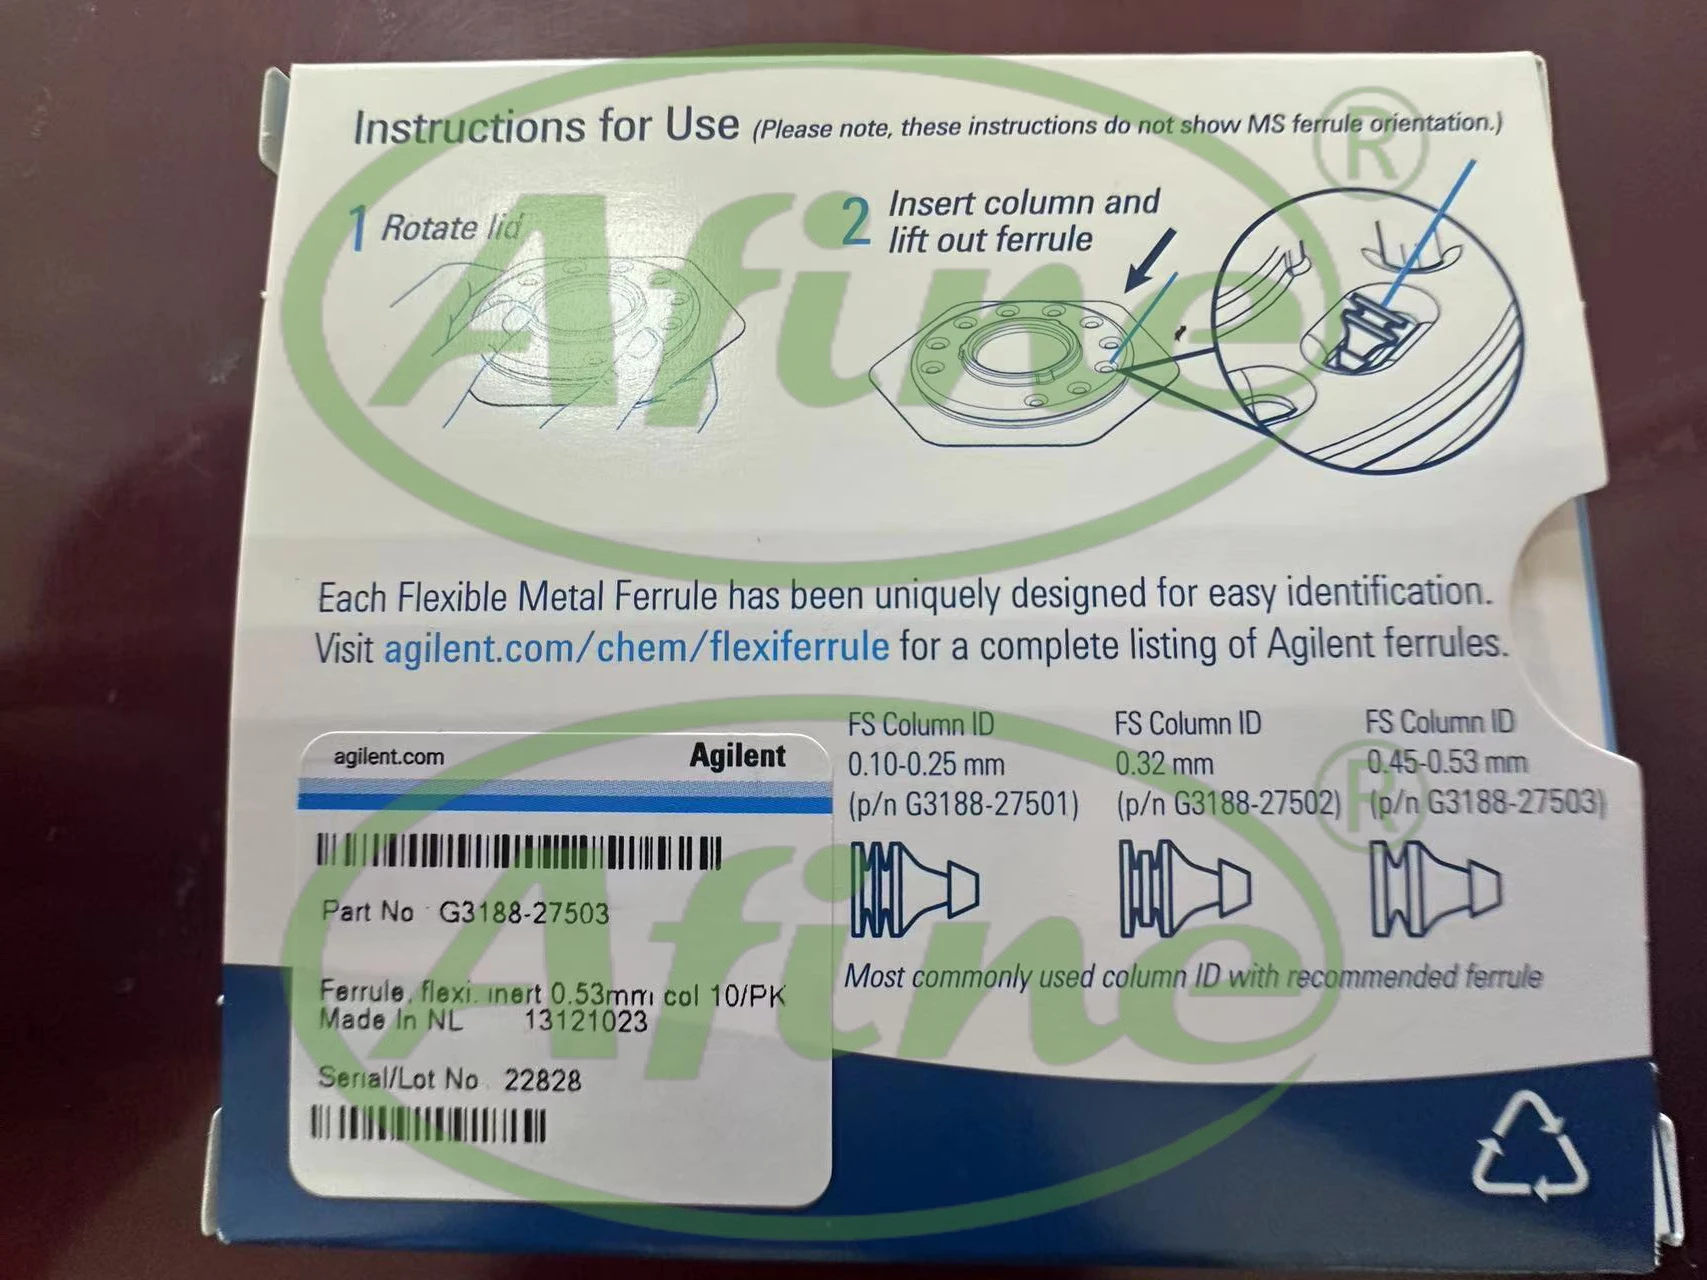 Instructions for Use (Please note, these instructions do not show MS ferrule orientation.)
1 Rotate lid
2 Insert column and
lift out ferrule
Each Flexible Metal Ferrule has been uniquely designed for easy identification.
Visit agilent.com/chem/flexiferrule for a complete listing of Agilent ferrules.
agilent.com Agilent
Part No G3188-27503
Ferrule, flexi. inert 0.53mm col 10/PK
Made In NL 13121023
Serial/Lot No 22828
FS Column ID
0.10-0.25 mm
(p/n G3188-27501)
FS Column ID
0.32 mm
(p/n G3188-27502)
FS Column ID
0.45-0.53 mm
(p/n G3188-27503)
Most commonly used column ID with recommended ferrule
Afine®
Afine®